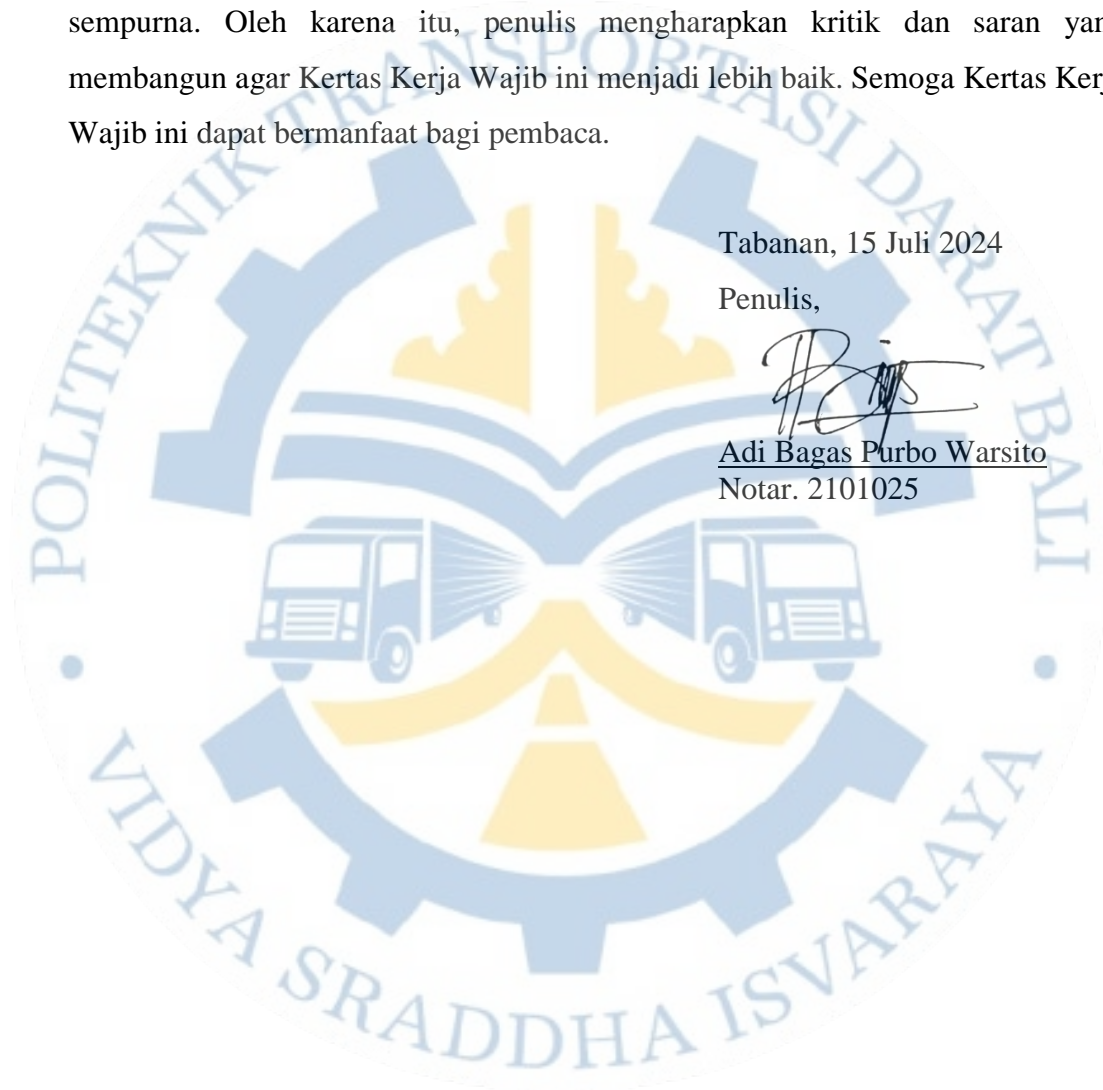 sempurna. Oleh karena itu, penulis mengharapkan kritik dan saran yan
membangun agar Kertas Kerja Wajib ini menjadi lebih baik. Semoga Kertas Kerj
Wajib ini dapat bermanfaat bagi pembaca.
Tabanan, 15 Juli 2024
Penulis,
Adi Bagas Purbo Warsito
Notar. 2101025
POLITEKNIK TRANSPORTASI DARAT BALI
• VIDYA SRADDHA ISVARAYA •